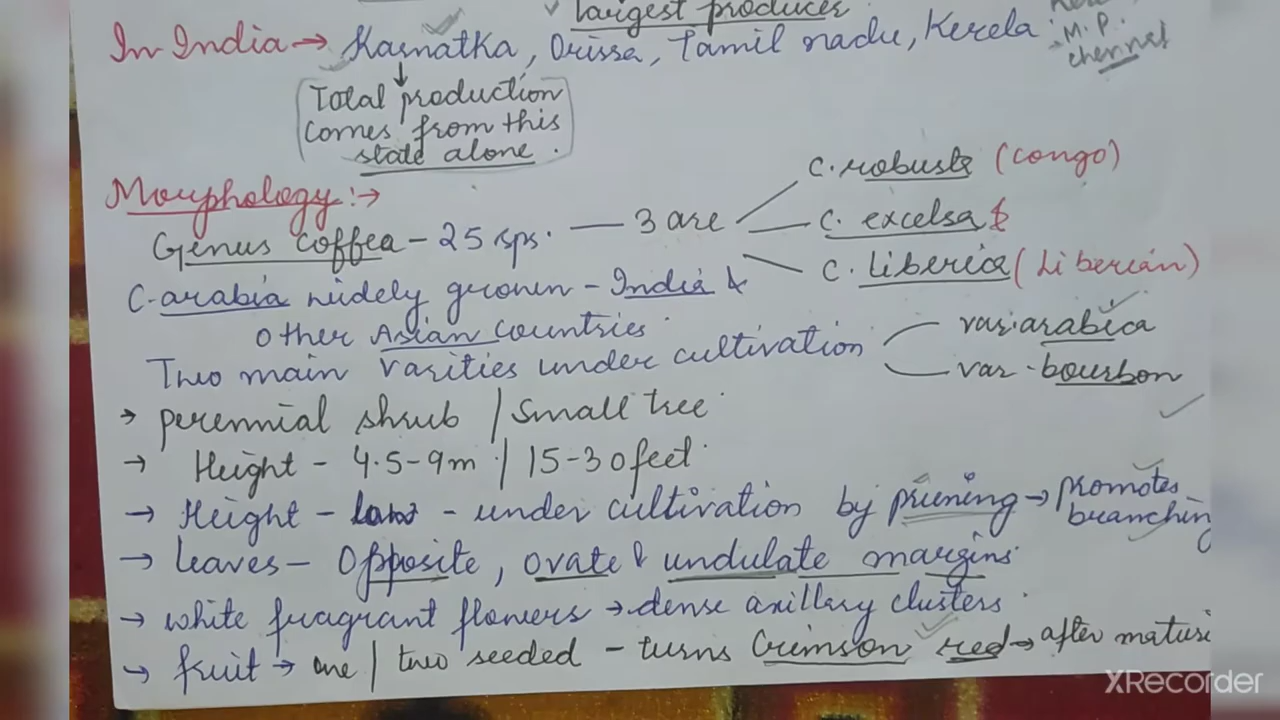 largest producer
In India → Karnatka, Orissa, Tamil nadu, Kerela
M.P.
chennai
Total production
comes from this
state alone.
Morphology :→
Genus coffea - 25 sps. — 3 are
C. robusta (Congo)
C. excelsa
C. Liberica (Liberian)
C. arabia widely grown - India &
other Asian countries
Two main varities under cultivation
var. arabica
var. bourbon
→ perennial shrub / Small tree
→ Height - 4.5-9m / 15-30 feet
→ Height - low - under cultivation by pruning → promotes
branching
→ leaves - Opposite, ovate & undulate margins
→ white fragrant flowers → dense axillary clusters
→ fruit → one / two seeded - turns Crimson red → after maturi
XRecorder